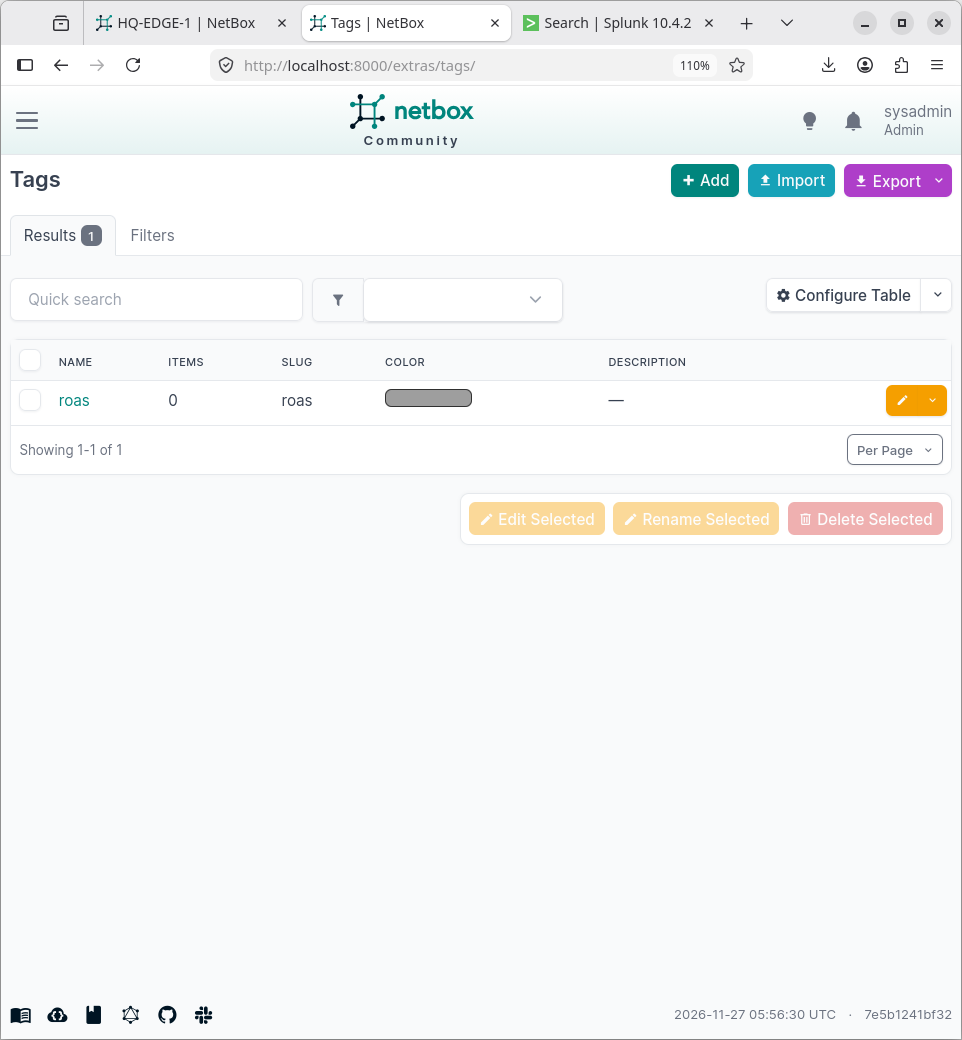 HQ-EDGE-1 | NetBox
Tags | NetBox
Search | Splunk 10.4.2
http://localhost:8000/extras/tags/
110%
netbox
Community
sysadmin
Admin
Tags
Add
Import
Export
Results 1
Filters
Quick search
Configure Table
NAME ITEMS SLUG COLOR DESCRIPTION
roas 0 roas —
Showing 1-1 of 1
Per Page
Edit Selected
Rename Selected
Delete Selected
2026-11-27 05:56:30 UTC · 7e5b1241bf32